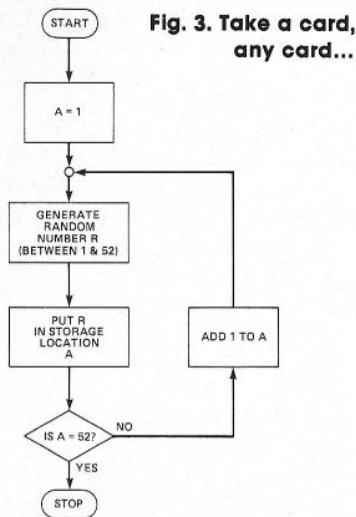 START
Fig. 3. Take a card,
any card...
A = 1
GENERATE
RANDOM
NUMBER R
(BETWEEN 1 & 52)
PUT R
IN STORAGE
LOCATION
A
ADD 1 TO A
IS A = 52?
NO
YES
STOP